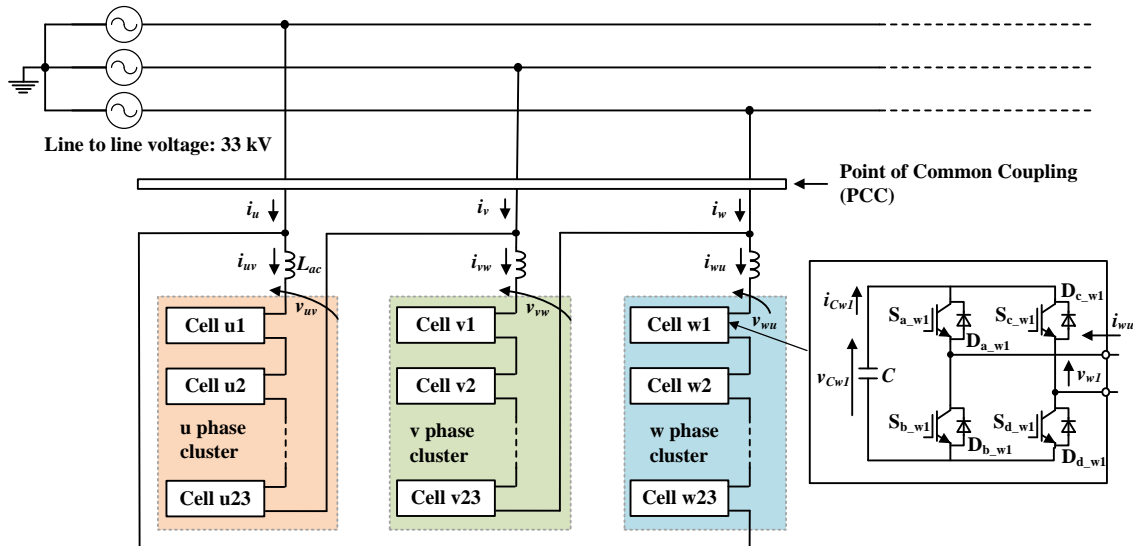 Line to line voltage: 33 kV
Point of Common Coupling
(PCC)
i_u
i_v
i_w
i_uv
L_ac
i_vw
i_wu
v_uv
v_vw
v_wu
Cell u1
Cell u2
u phase
cluster
Cell u23
Cell v1
Cell v2
v phase
cluster
Cell v23
Cell w1
Cell w2
w phase
cluster
Cell w23
i_Cw1
S_a_w1
D_a_w1
S_c_w1
D_c_w1
i_wu
v_Cw1
C
v_w1
S_b_w1
D_b_w1
S_d_w1
D_d_w1